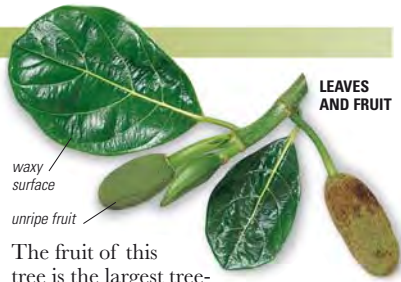 LEAVES
AND FRUIT
waxy
surface
unripe fruit
The fruit of this
tree is the largest tree-